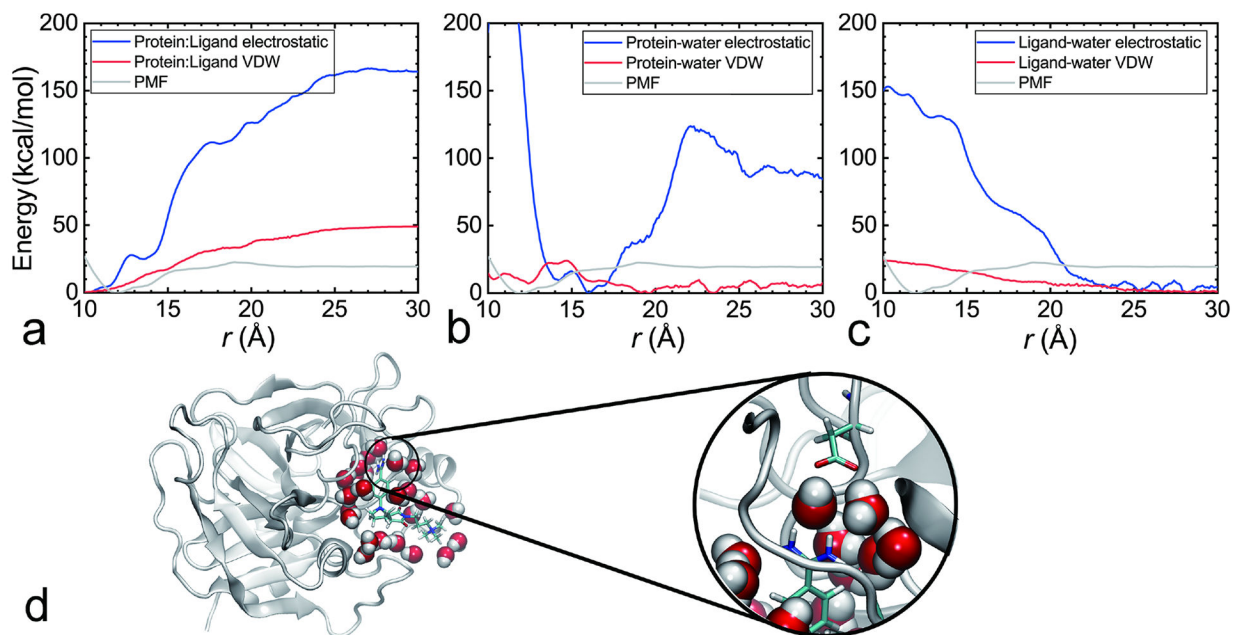 200
150
100
50
0
Energy (kcal/mol)
Protein:Ligand electrostatic
Protein:Ligand VDW
PMF
10 15 20 25 30
r (Å)
a
200
150
100
50
0
Protein-water electrostatic
Protein-water VDW
PMF
10 15 20 25 30
r (Å)
b
200
150
100
50
0
Ligand-water electrostatic
Ligand-water VDW
PMF
10 15 20 25 30
r (Å)
c
d